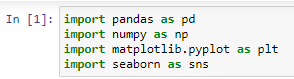 In [1]: import pandas as pd
import numpy as np
import matplotlib.pyplot as plt
import seaborn as sns